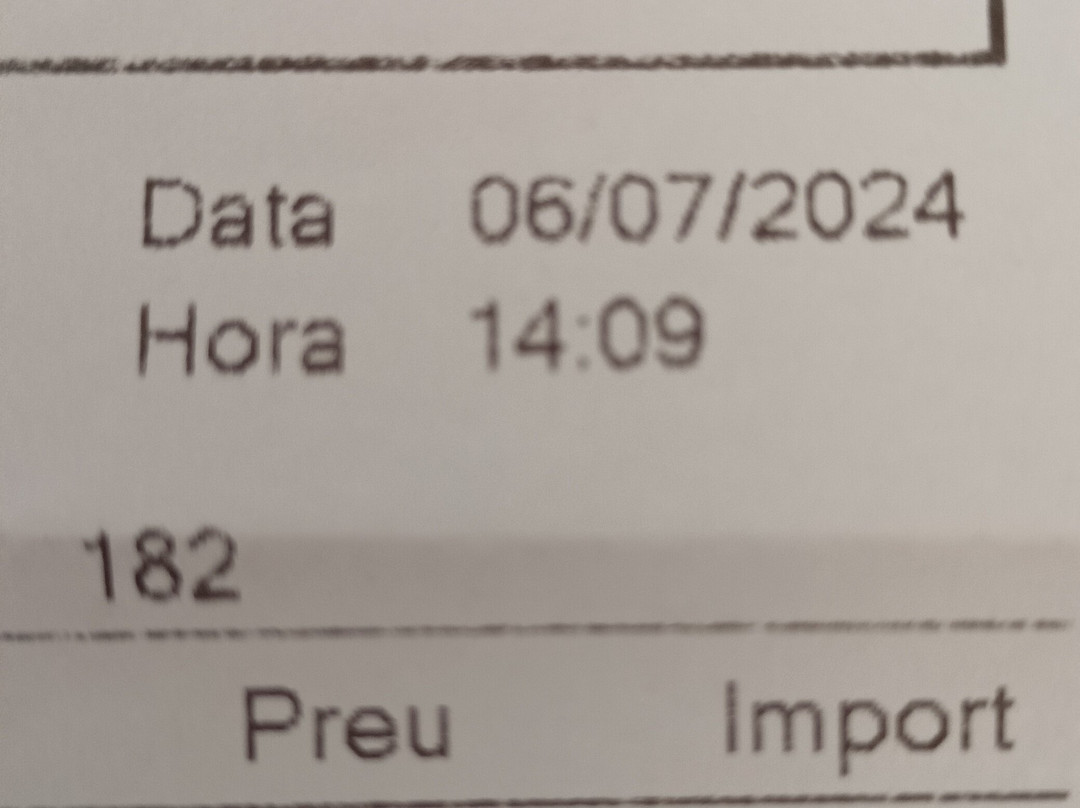 Data 06/07/2024
Hora 14:09
182
Preu Import